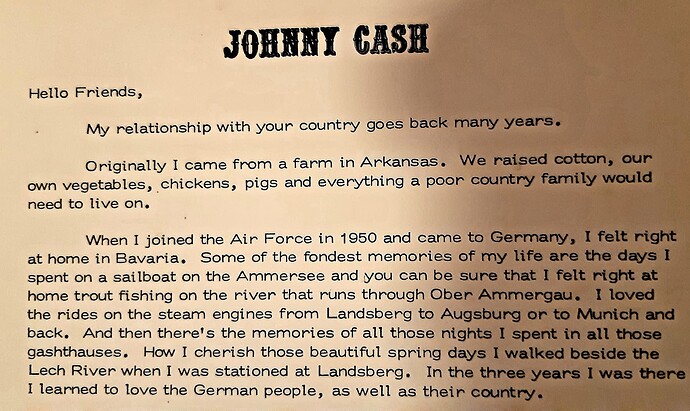 JOHNNY CASH
Hello Friends,
My relationship with your country goes back many years.
Originally I came from a farm in Arkansas. We raised cotton, our
own vegetables, chickens, pigs and everything a poor country family would
need to live on.
When I joined the Air Force in 1950 and came to Germany, I felt right
at home in Bavaria. Some of the fondest memories of my life are the days I
spent on a sailboat on the Ammersee and you can be sure that I felt right at
home trout fishing on the river that runs through Ober Ammergau. I loved
the rides on the steam engines from Landsberg to Augsburg or to Munich and
back. And then there's the memories of all those nights I spent in all those
gashthauses. How I cherish those beautiful spring days I walked beside the
Lech River when I was stationed at Landsberg. In the three years I was there
I learned to love the German people, as well as their country.